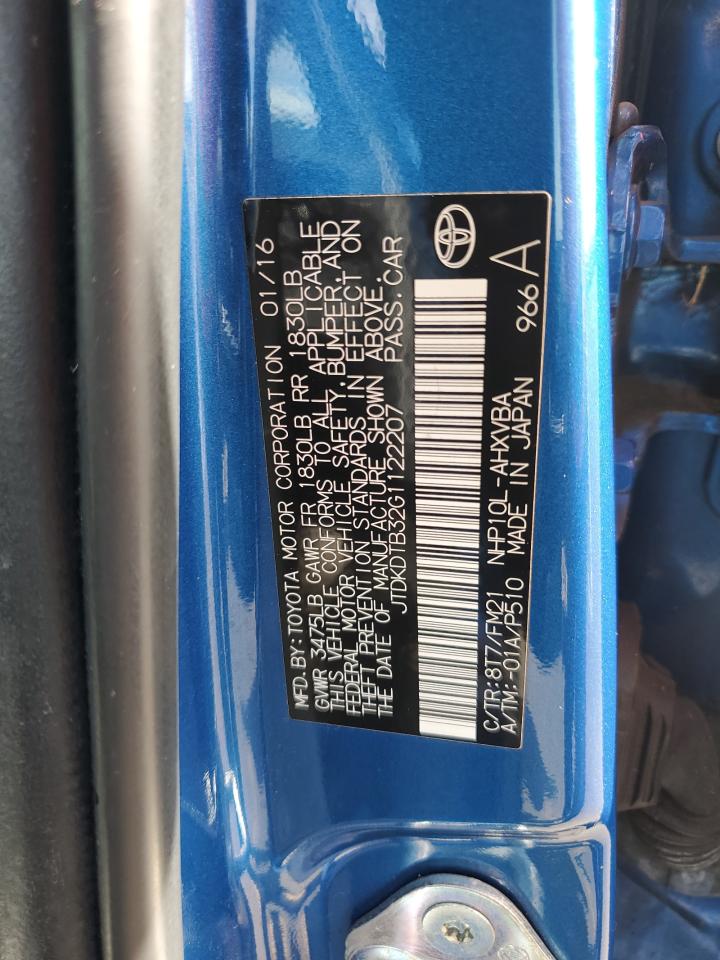 MFD. BY: TOYOTA MOTOR CORPORATION 01/16
GVWR 3475LB GAWR FR 1830LB RR 1830LB
THIS VEHICLE CONFORMS TO ALL APPLICABLE
FEDERAL MOTOR VEHICLE SAFETY, BUMPER, AND
THEFT PREVENTION STANDARDS IN EFFECT ON
THE DATE OF MANUFACTURE SHOWN ABOVE.
JTDKDTB32G1122207 PASS. CAR
C/TR: 8T7/FM21 NHP10L-AHXVBA
A/TM: -01A/P510 MADE IN JAPAN 966 A